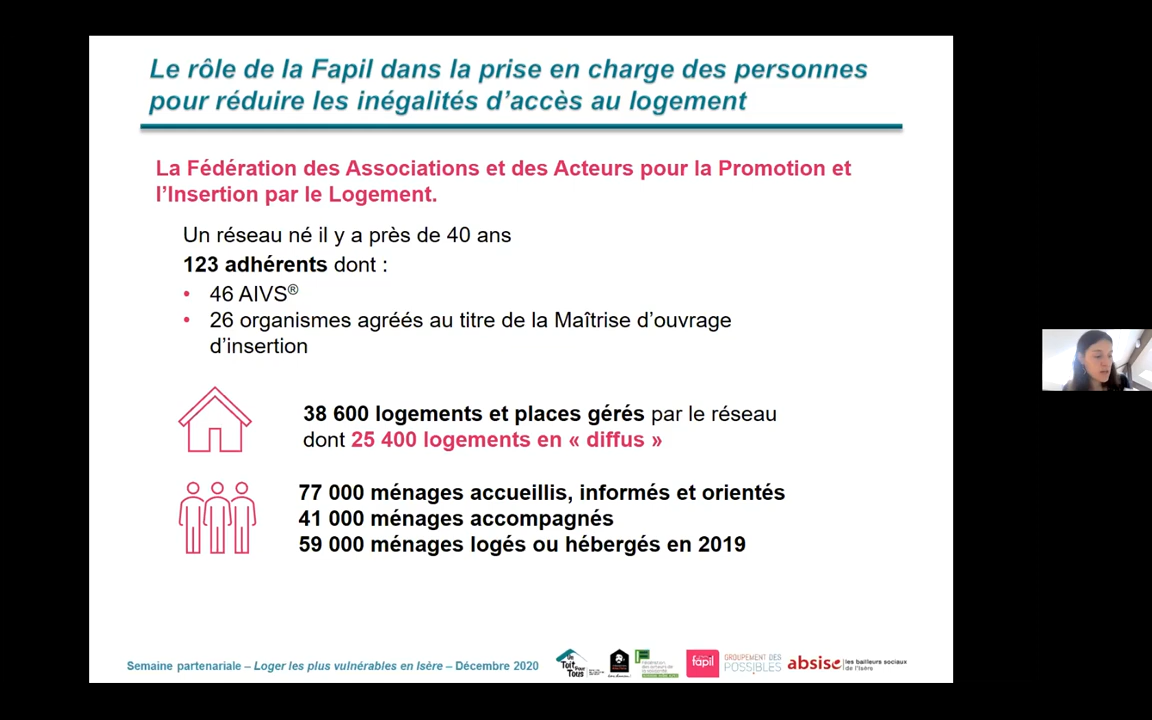 Le rôle de la Fapil dans la prise en charge des personnes
pour réduire les inégalités d’accès au logement
La Fédération des Associations et des Acteurs pour la Promotion et
l’Insertion par le Logement.
Un réseau né il y a près de 40 ans
123 adhérents dont :
• 46 AIVS®
• 26 organismes agréés au titre de la Maîtrise d’ouvrage
d’insertion
38 600 logements et places gérés par le réseau
dont 25 400 logements en « diffus »
77 000 ménages accueillis, informés et orientés
41 000 ménages accompagnés
59 000 ménages logés ou hébergés en 2019
Semaine partenariale – Loger les plus vulnérables en Isère – Décembre 2020
Un
Toit Pour
Tous
fapil
GROUPEMENT DES
POSSIBLES
absise les bailleurs sociaux
de l'Isère